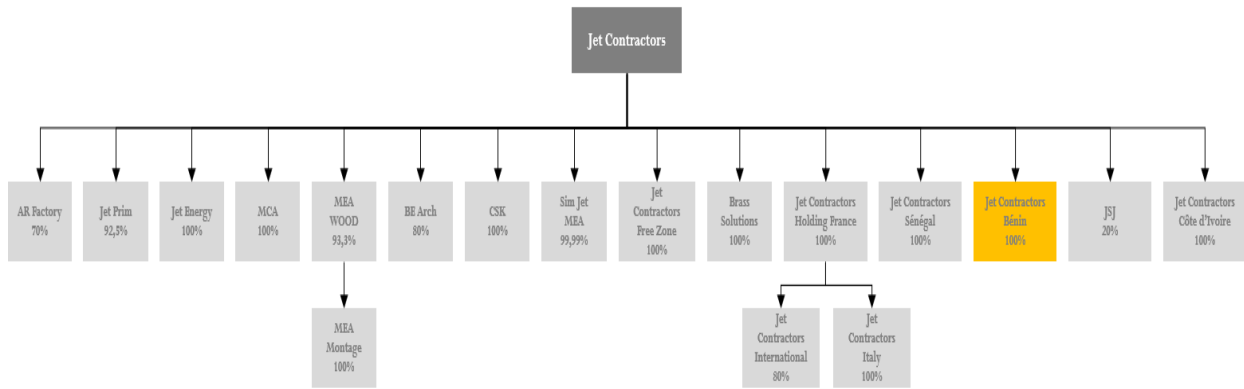 Jet Contractors
AR Factory
70%
Jet Prim
92,5%
Jet Energy
100%
MCA
100%
MEA
WOOD
93,3%
BE Arch
80%
CSK
100%
Sim Jet
MEA
99,99%
Jet
Contractors
Free Zone
100%
Brass
Solutions
100%
Jet Contractors
Holding France
100%
Jet Contractors
Sénégal
100%
Jet Contractors
Bénin
100%
JSJ
20%
Jet Contractors
Côte d'Ivoire
100%
MEA
Montage
100%
Jet
Contractors
International
80%
Jet
Contractors
Italy
100%